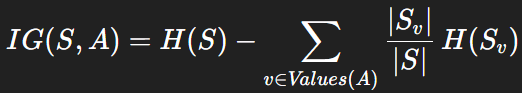 IG(S, A) = H(S) − ∑_{v∈Values(A)} |S_v|/|S| H(S_v)